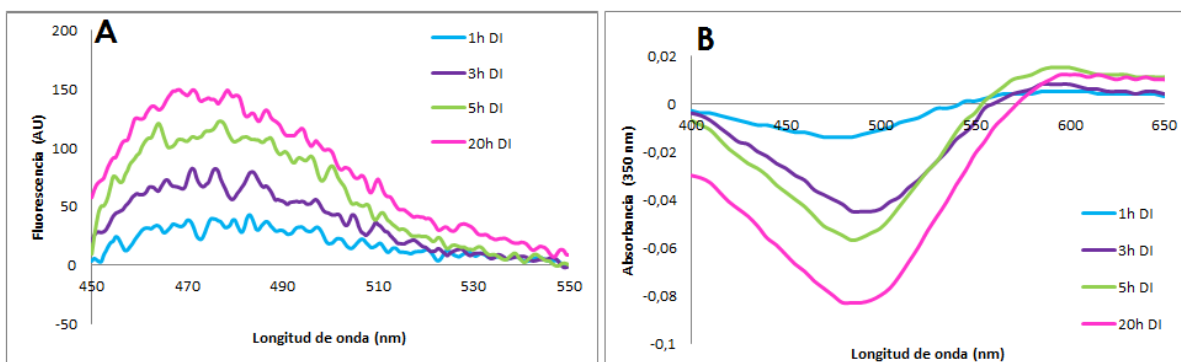 A
200
150
100
50
0
-50
450
470
490
510
530
550
Fluorescencia (AU)
Longitud de onda (nm)
1h DI
3h DI
5h DI
20h DI
B
0,02
0
-0,02
-0,04
-0,06
-0,08
-0,1
400
450
500
550
600
650
Absorbancia (350 nm)
Longitud de onda (nm)
1h DI
3h DI
5h DI
20h DI